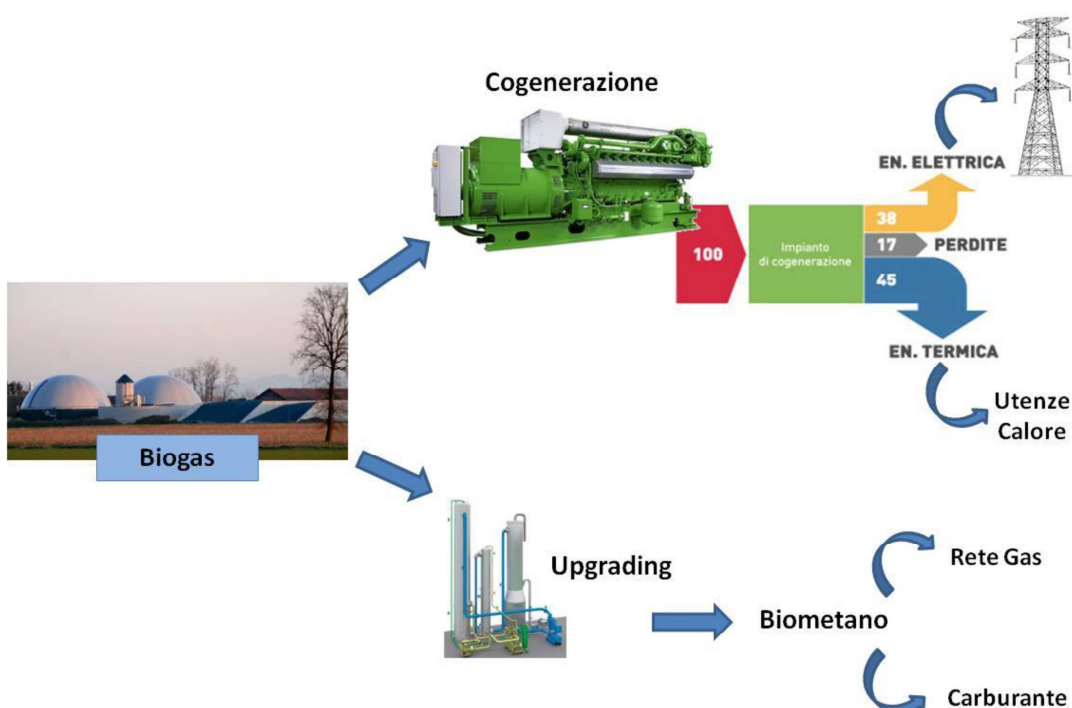 Cogenerazione
EN. ELETTRICA
38
100
Impianto
di cogenerazione
17
PERDITE
45
EN. TERMICA
Utenze
Calore
Biogas
Upgrading
Rete Gas
Biometano
Carburante